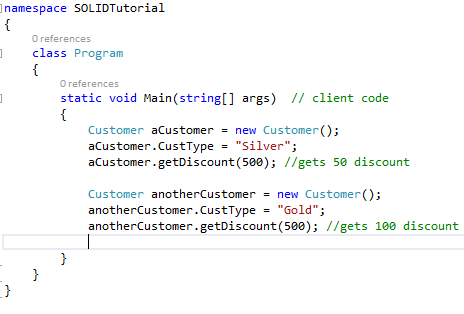 namespace SOLIDTutorial
{
0 references
class Program
{
0 references
static void Main(string[] args)  // client code
{
Customer aCustomer = new Customer();
aCustomer.CustType = "Silver";
aCustomer.getDiscount(500); //gets 50 discount
Customer anotherCustomer = new Customer();
anotherCustomer.CustType = "Gold";
anotherCustomer.getDiscount(500); //gets 100 discount
}
}
}